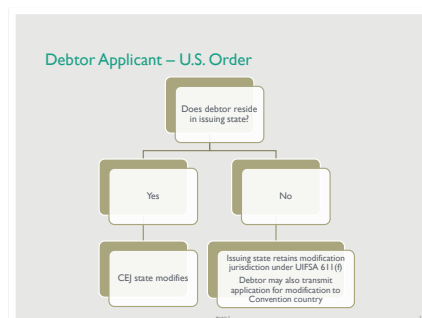 Debtor Applicant – U.S. Order
Does debtor reside
in issuing state?
Yes
No
CEJ state modifies
Issuing state retains modification
jurisdiction under UIFSA 611(f)
Debtor may also transmit
application for modification to
Convention country